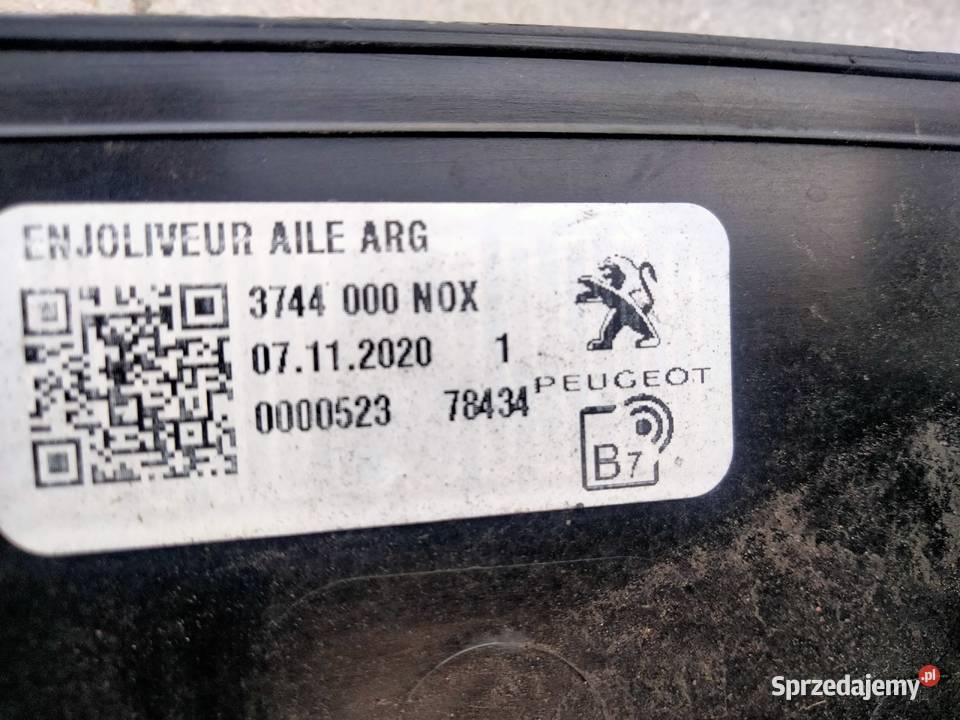 ENJOLIVEUR AILE ARG
3744 000 NOX
07.11.2020 1
0000523 78434
PEUGEOT
B7
Sprzedajemy.pl